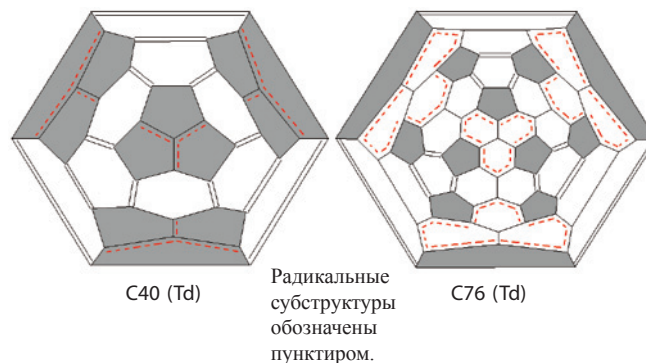 C40 (Td)
Радикальные
субструктуры
обозначены
пунктиром.
C76 (Td)